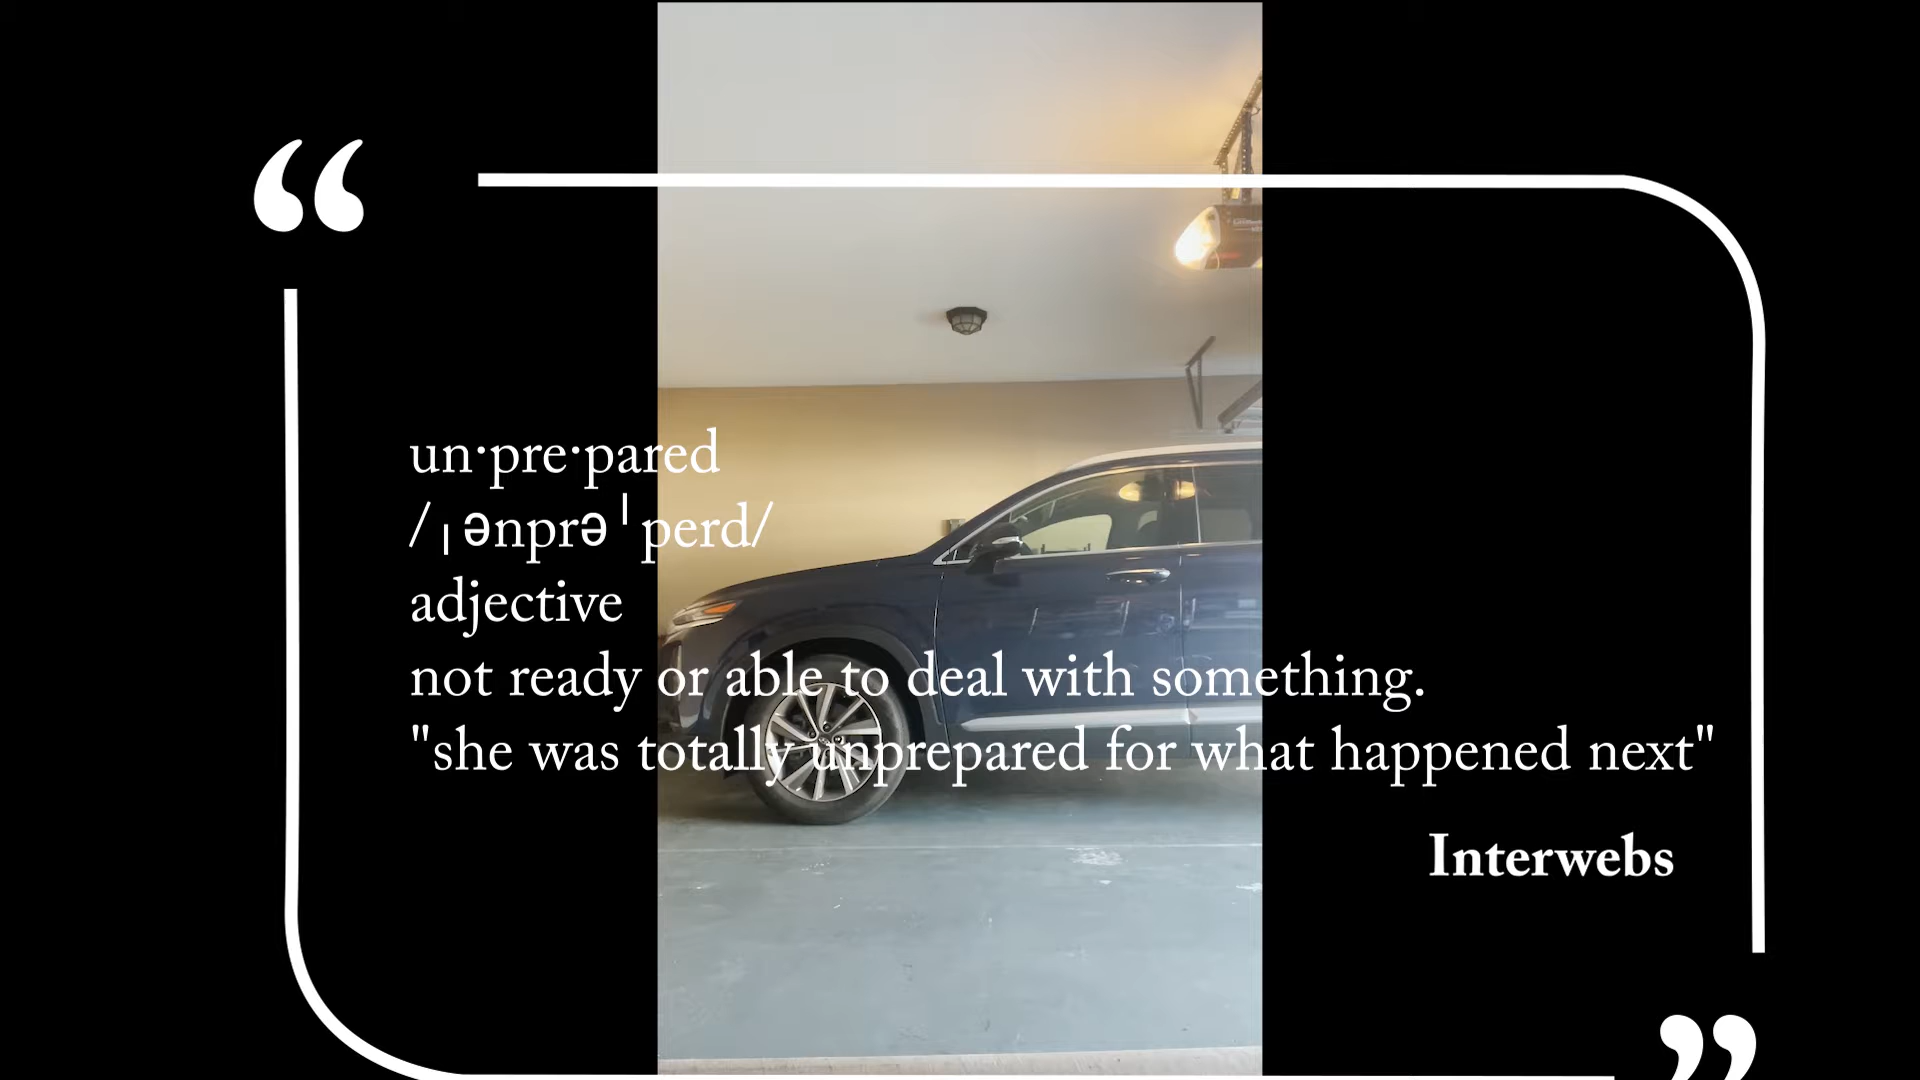 “
un·pre·pared
/ˌənprəˈperd/
adjective
not ready or able to deal with something.
"she was totally unprepared for what happened next"
Interwebs
”